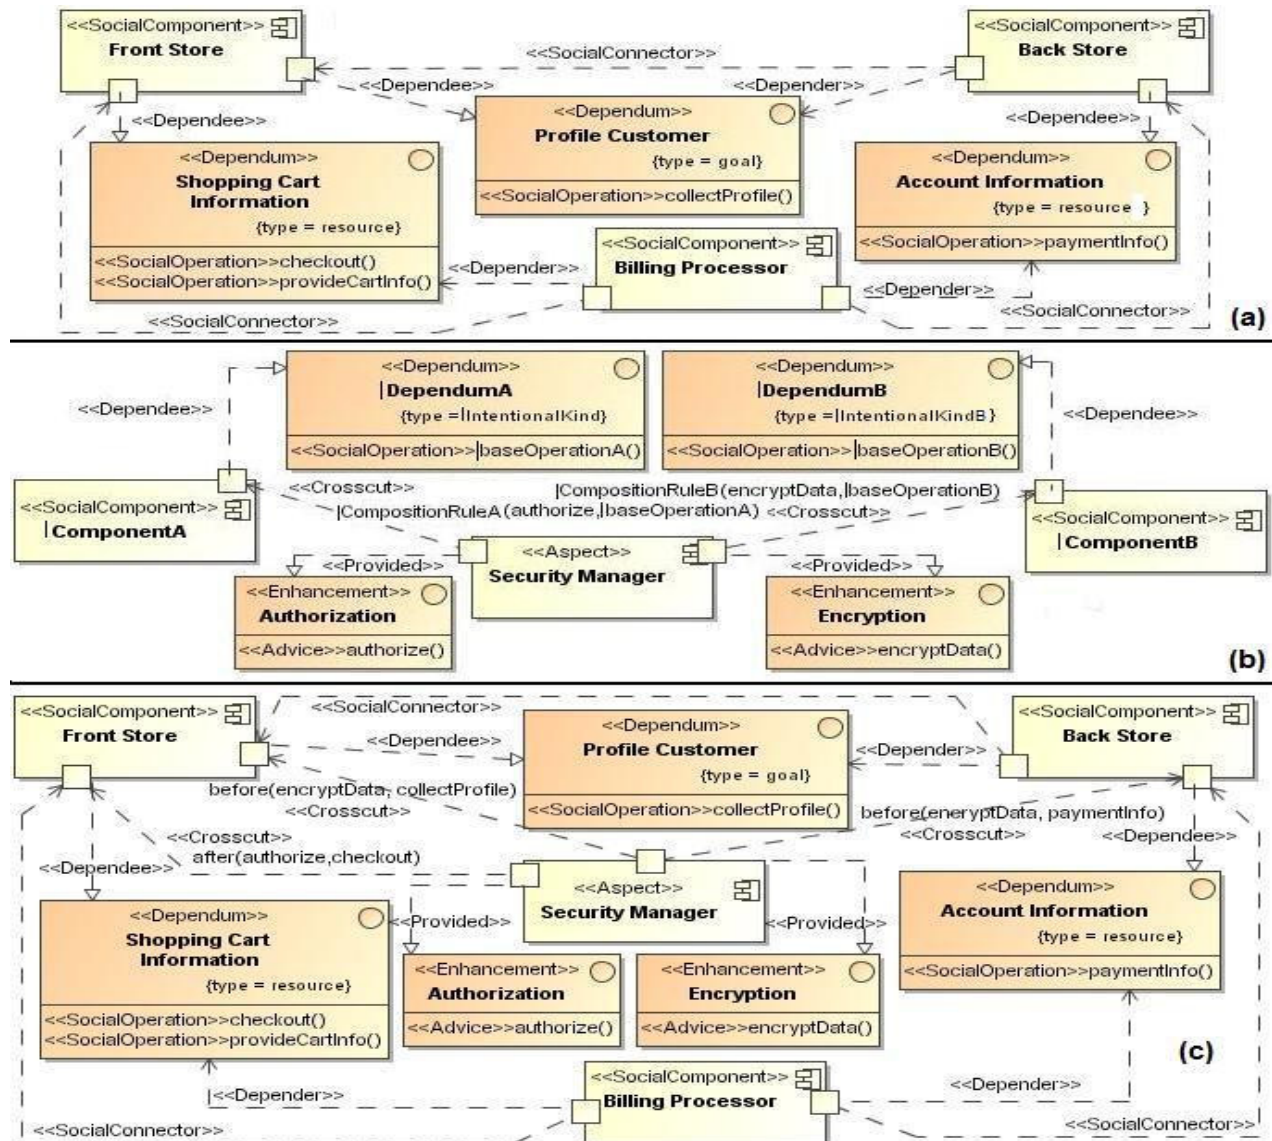 <<SocialComponent>>
Front Store
<<SocialComponent>>
Back Store
<<SocialConnector>>
<<Dependee>>
<<Depender>>
<<Dependum>>
Profile Customer
{type = goal}
<<SocialOperation>>collectProfile()
<<Dependee>>
<<Dependee>>
<<Dependum>>
Shopping Cart
Information
{type = resource}
<<SocialOperation>>checkout()
<<SocialOperation>>provideCartInfo()
<<Dependum>>
Account Information
{type = resource }
<<SocialOperation>>paymentInfo()
<<SocialComponent>>
Billing Processor
<<Depender>>
<<Depender>>
<<SocialConnector>>
<<SocialConnector>>
(a)
<<Dependum>>
|DependumA
{type =|IntentionalKind}
<<SocialOperation>>|baseOperationA()
<<Dependum>>
|DependumB
{type =|IntentionalKindB}
<<SocialOperation>>|baseOperationB()
<<Dependee>>
<<Dependee>>
<<SocialComponent>>
|ComponentA
<<Crosscut>>
|CompositionRuleA(authorize,|baseOperationA)
|CompositionRuleB(encryptData,|baseOperationB)
<<Crosscut>>
<<SocialComponent>>
|ComponentB
<<Aspect>>
Security Manager
<<Provided>>
<<Provided>>
<<Enhancement>>
Authorization
<<Advice>>authorize()
<<Enhancement>>
Encryption
<<Advice>>encryptData()
(b)
<<SocialComponent>>
Front Store
<<SocialConnector>>
<<SocialComponent>>
Back Store
<<Dependee>>
<<Dependum>>
Profile Customer
{type = goal}
<<SocialOperation>>collectProfile()
<<Depender>>
before(encryptData, collectProfile)
<<Crosscut>>
before(eneryptData, paymentInfo)
<<Crosscut>>
<<Crosscut>>
after(authorize,checkout)
<<Dependee>>
<<Dependee>>
<<Aspect>>
Security Manager
<<Dependum>>
Shopping Cart
Information
{type = resource}
<<SocialOperation>>checkout()
<<SocialOperation>>provideCartInfo()
<<Provided>>
<<Provided>>
<<Dependum>>
Account Information
{type = resource}
<<SocialOperation>>paymentInfo()
<<Enhancement>>
Authorization
<<Advice>>authorize()
<<Enhancement>>
Encryption
<<Advice>>encryptData()
(c)
<<SocialComponent>>
Billing Processor
<<Depender>>
<<Depender>>
<<SocialConnector>>
<<SocialConnector>>